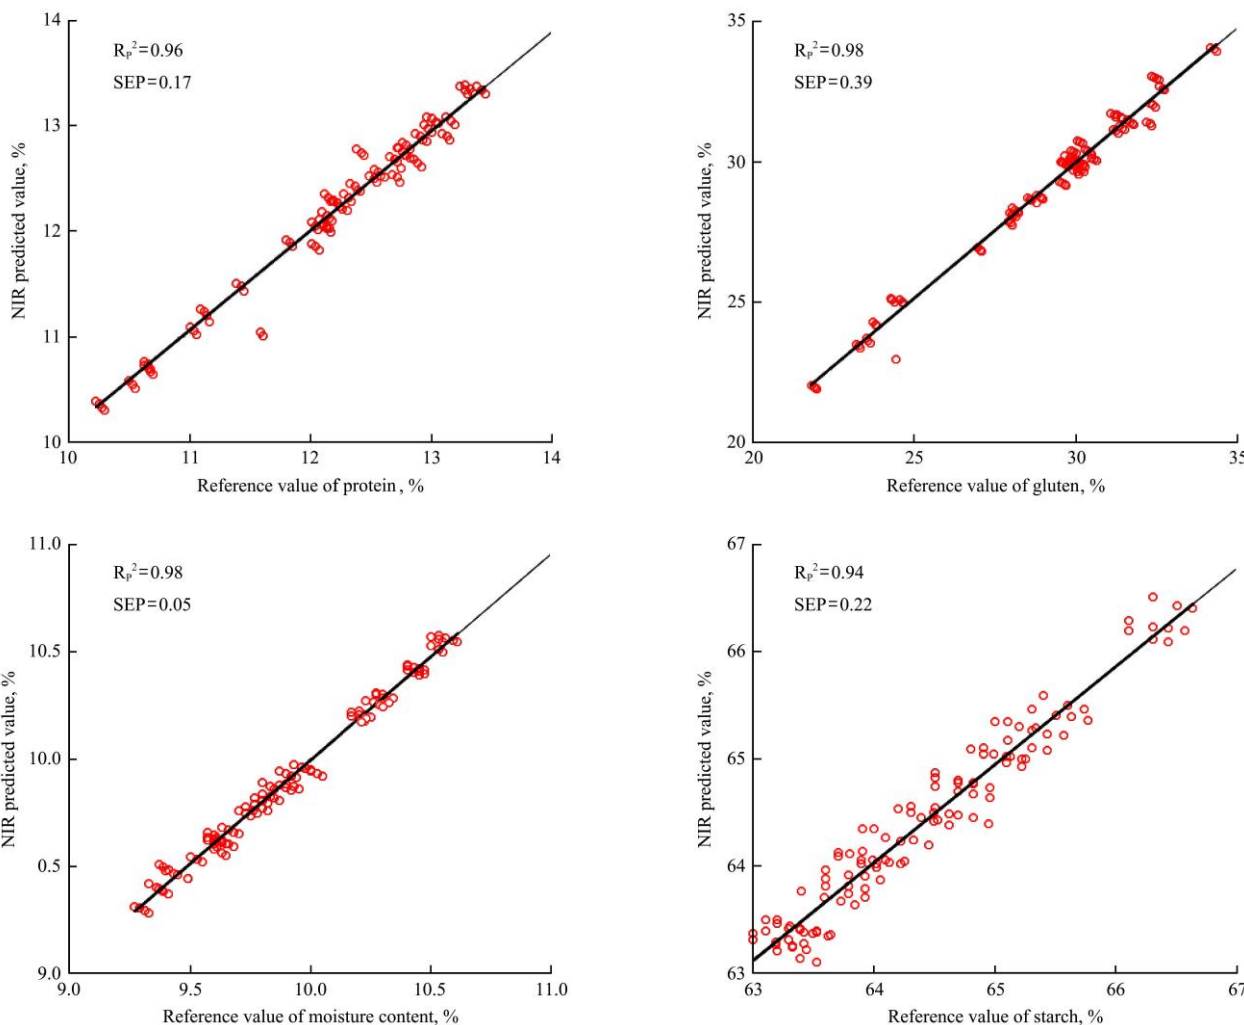 14
13
12
11
10
R_P²=0.96
SEP=0.17
NIR predicted value, %
10 11 12 13 14
Reference value of protein, %
35
30
25
20
R_P²=0.98
SEP=0.39
NIR predicted value, %
20 25 30 35
Reference value of gluten, %
11.0
10.5
10.0
9.5
9.0
R_P²=0.98
SEP=0.05
NIR predicted value, %
9.0 9.5 10.0 10.5 11.0
Reference value of moisture content, %
67
66
65
64
63
R_P²=0.94
SEP=0.22
NIR predicted value, %
63 64 65 66 67
Reference value of starch, %